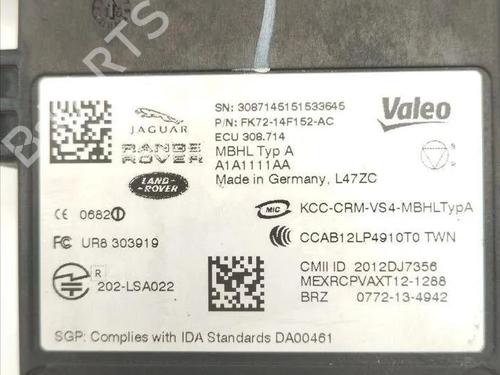 PARTS
SN: 3087145151533645
P/N: FK72-14F152-AC
ECU 308.714
MBHL Typ A
A1A1111AA
Made in Germany, L47ZC
Valeo
JAGUAR
RANGE
ROVER
LAND-
ROVER
CE 0682
MIC KCC-CRM-VS4-MBHLTypA
FC UR8 303919
CCAB12LP4910T0 TWN
R
202-LSA022
CMII ID 2012DJ7356
MEXRCPVAXT12-1288
BRZ 0772-13-4942
SGP: Complies with IDA Standards DA00461